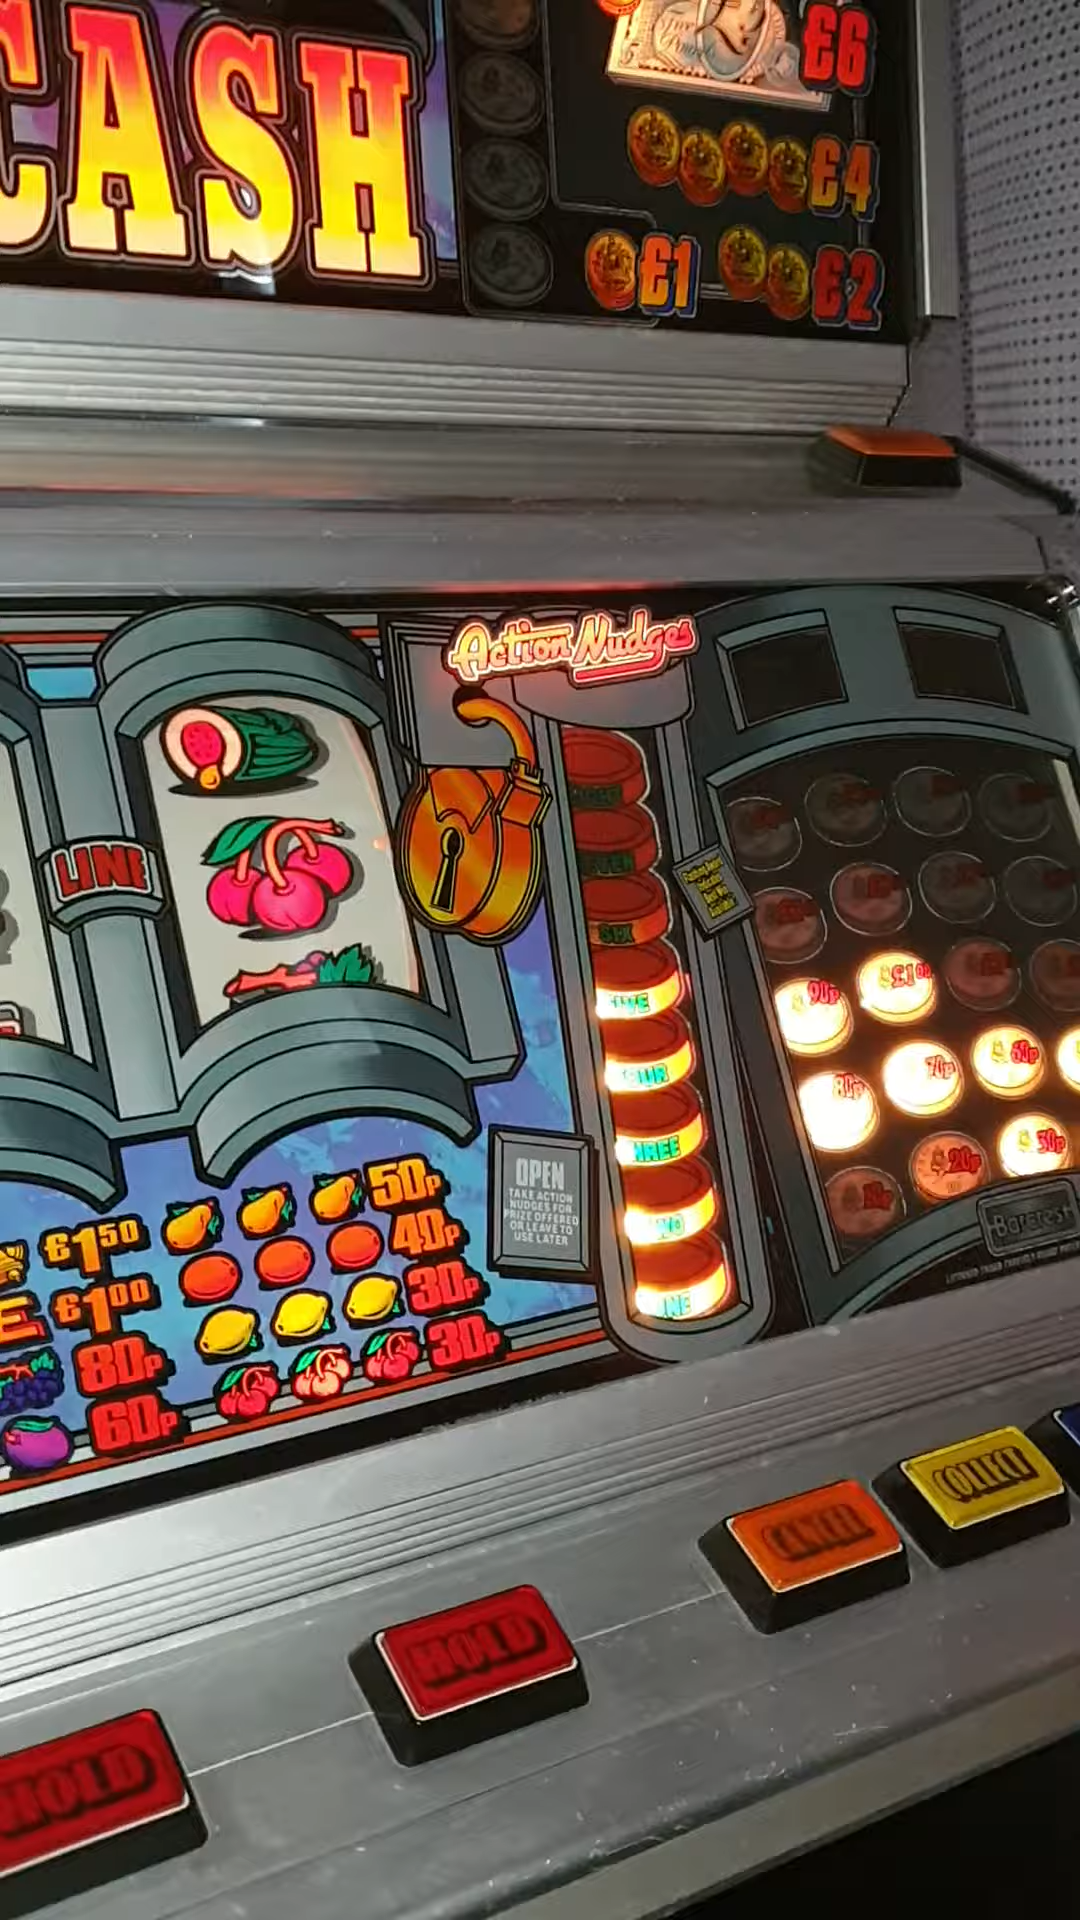 CASH
£6
£4
£1
£2
Action Nudges
LINE
SIX
FIVE
FOUR
THREE
TWO
ONE
90p
£1.00
80p
70p
60p
20p
30p
Barcrest
OPEN
TAKE ACTION
NUDGES FOR
PRIZE OFFERED
OR LEAVE TO
USE LATER
£1.50
50p
£1.00
40p
80p
30p
60p
30p
COLLECT
CANCEL
HOLD
HOLD